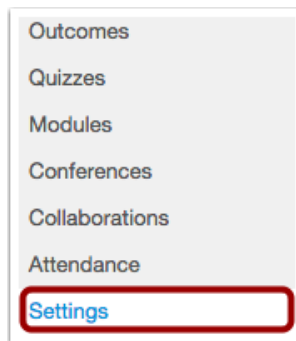 Outcomes
Quizzes
Modules
Conferences
Collaborations
Attendance
Settings